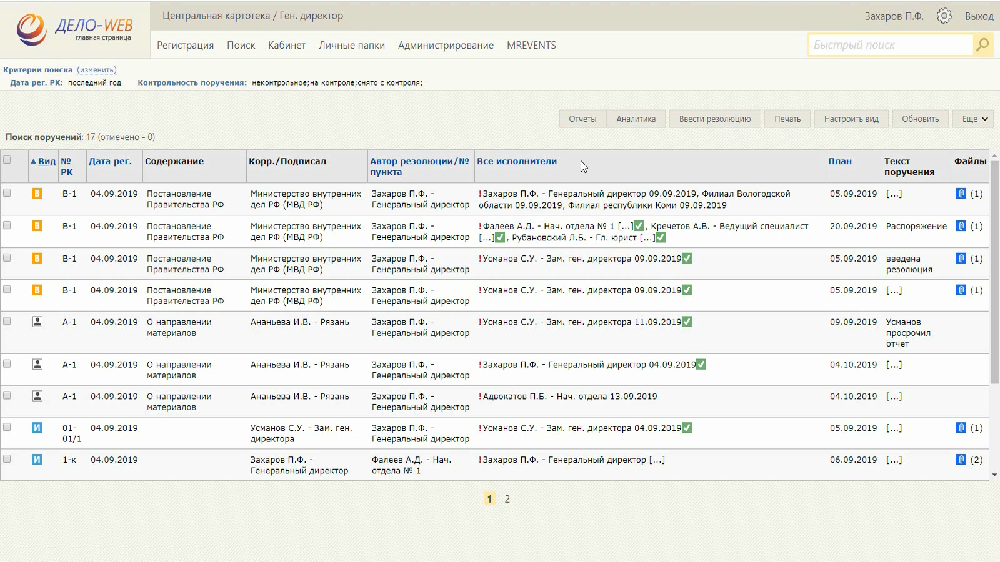 ДЕЛО-WEB
главная страница
Центральная картотека / Ген. директор
Захаров П.Ф.
Выход
Регистрация Поиск Кабинет Личные папки Администрирование MREVENTS
Быстрый поиск
Критерии поиска (изменить)
Дата рег. РК: последний год Контрольность поручения: неконтрольное;на контроле;снято с контроля;
Отчеты Аналитика Ввести резолюцию Печать Настроить вид Обновить Еще
Поиск поручений: 17 (отмечено - 0)
Вид № РК Дата рег. Содержание Корр./Подписал Автор резолюции/№ пункта Все исполнители План Текст поручения Файлы
В В-1 04.09.2019 Постановление Министерство внутренних Захаров П.Ф. - !Захаров П.Ф. - Генеральный директор 09.09.2019, Филиал Вологодской 05.09.2019 [...] (1)
Правительства РФ дел РФ (МВД РФ) Генеральный директор области 09.09.2019, Филиал республики Коми 09.09.2019
В В-1 04.09.2019 Постановление Министерство внутренних Захаров П.Ф. - !Фалеев А.Д. - Нач. отдела № 1 [...] , Кречетов А.В. - Ведущий специалист 20.09.2019 Распоряжение (1)
Правительства РФ дел РФ (МВД РФ) Генеральный директор [...] , Рубановский Л.Б. - Гл. юрист [...]
В В-1 04.09.2019 Постановление Министерство внутренних Захаров П.Ф. - !Усманов С.У. - Зам. ген. директора 09.09.2019 05.09.2019 введена (1)
Правительства РФ дел РФ (МВД РФ) Генеральный директор резолюция
В В-1 04.09.2019 Постановление Министерство внутренних Захаров П.Ф. - !Усманов С.У. - Зам. ген. директора 09.09.2019 05.09.2019 [...] (1)
Правительства РФ дел РФ (МВД РФ) Генеральный директор
А-1 04.09.2019 О направлении Ананьева И.В. - Рязань Захаров П.Ф. - !Усманов С.У. - Зам. ген. директора 11.09.2019 09.09.2019 Усманов
материалов Генеральный директор просрочил
отчет
А-1 04.09.2019 О направлении Ананьева И.В. - Рязань Захаров П.Ф. - !Захаров П.Ф. - Генеральный директор 04.09.2019 04.10.2019 [...]
материалов Генеральный директор
А-1 04.09.2019 О направлении Ананьева И.В. - Рязань Захаров П.Ф. - !Адвокатов П.Б. - Нач. отдела 13.09.2019 04.10.2019 [...]
материалов Генеральный директор
И 01- 04.09.2019 Усманов С.У. - Зам. ген. Захаров П.Ф. - !Усманов С.У. - Зам. ген. директора 04.09.2019 05.09.2019 [...] (1)
01/1 директора Генеральный директор
И 1-к 04.09.2019 Захаров П.Ф. - Фалеев А.Д. - Нач. !Захаров П.Ф. - Генеральный директор [...] 06.09.2019 [...] (2)
Генеральный директор отдела № 1
1 2